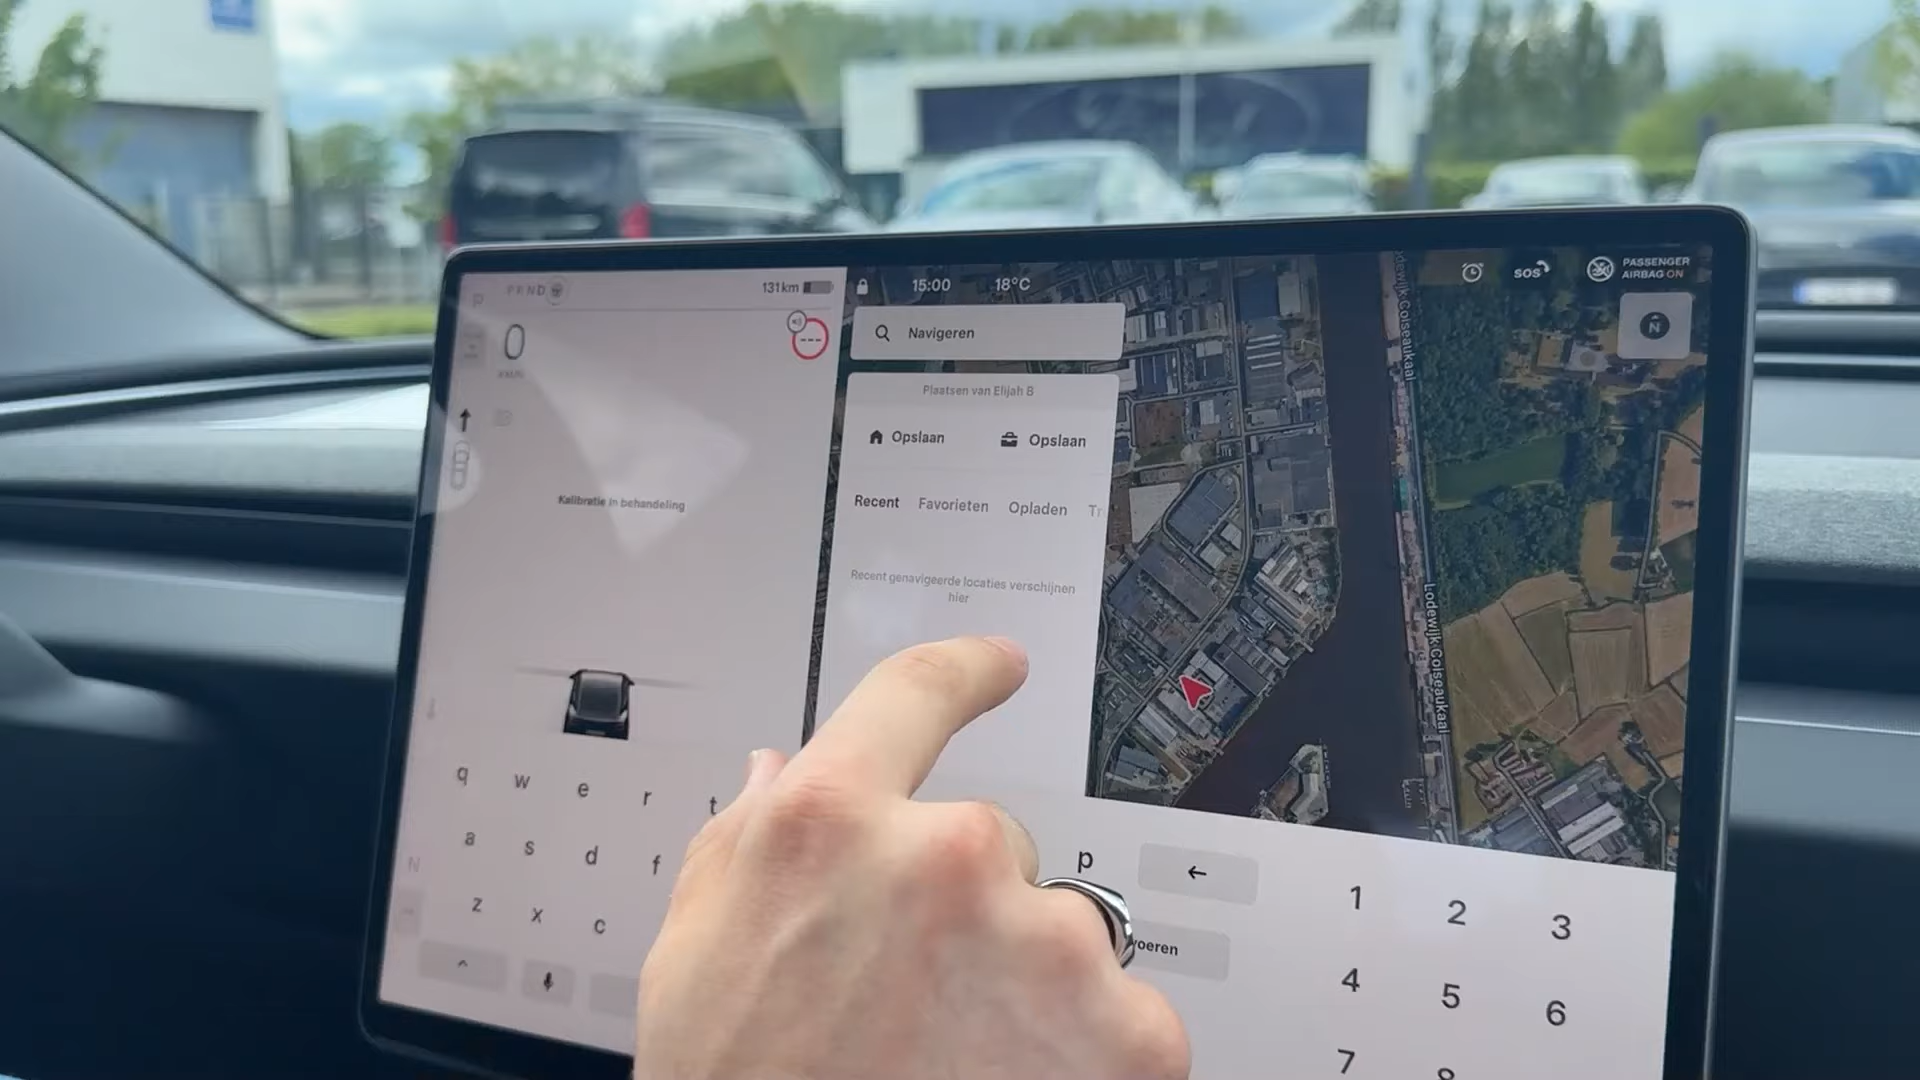 P
PRND
131km
0
KM/H
Kalibratie in behandeling
15:00
18°C
SOS
PASSENGER
AIRBAG ON
N
Navigeren
Plaatsen van Elijah B
Opslaan
Opslaan
Recent
Favorieten
Opladen
Tr
Recent genavigeerde locaties verschijnen
hier
Lodewijk Coiseaukaai
Lodewijk Coiseaukaai
q w e r t p
a s d f
z x c
voeren
1 2 3
4 5 6
7 8
N